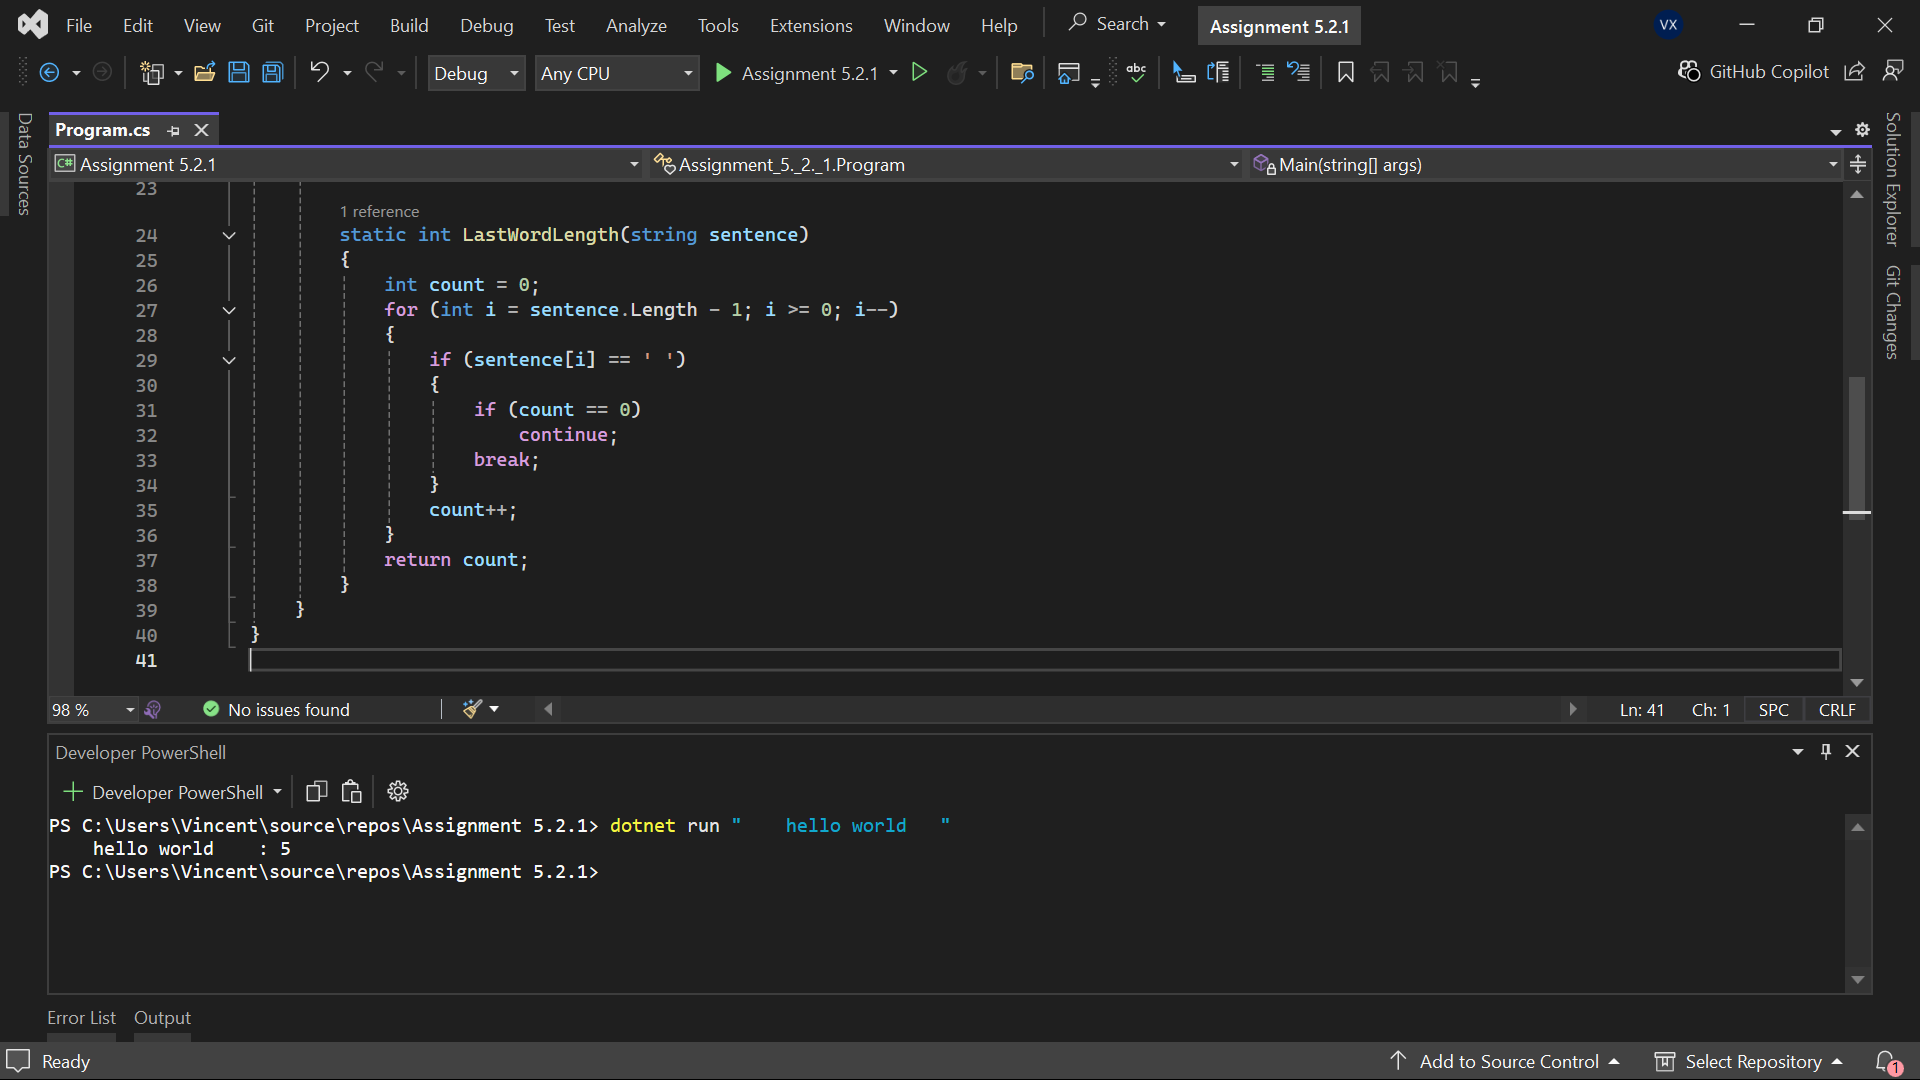 File Edit View Git Project Build Debug Test Analyze Tools Extensions Window Help Search Assignment 5.2.1 VX
Debug Any CPU Assignment 5.2.1 abc GitHub Copilot
Data Sources
Program.cs
C# Assignment 5.2.1 Assignment_5._2._1.Program Main(string[] args)
23
1 reference
24 static int LastWordLength(string sentence)
25 {
26 int count = 0;
27 for (int i = sentence.Length - 1; i >= 0; i--)
28 {
29 if (sentence[i] == ' ')
30 {
31 if (count == 0)
32 continue;
33 break;
34 }
35 count++;
36 }
37 return count;
38 }
39 }
40 }
41
98 % No issues found Ln: 41 Ch: 1 SPC CRLF
Solution Explorer
Git Changes
Developer PowerShell
Developer PowerShell
PS C:\Users\Vincent\source\repos\Assignment 5.2.1> dotnet run "    hello world   "
    hello world    : 5
PS C:\Users\Vincent\source\repos\Assignment 5.2.1>
Error List Output
Ready Add to Source Control Select Repository 1